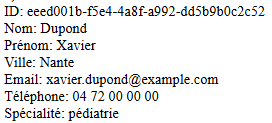 ID: eeed001b-f5e4-4a8f-a992-dd5b9b0c2c52
Nom: Dupond
Prénom: Xavier
Ville: Nante
Email: xavier.dupond@example.com
Téléphone: 04 72 00 00 00
Spécialité: pédiatrie